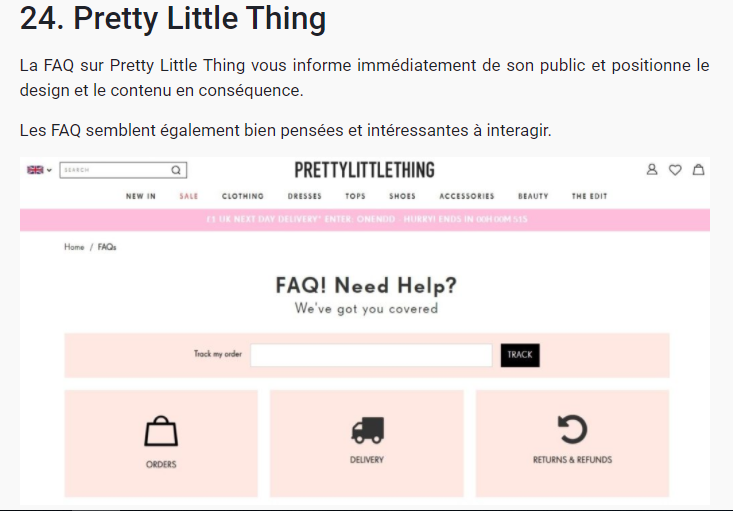 24. Pretty Little Thing
La FAQ sur Pretty Little Thing vous informe immédiatement de son public et positionne le
design et le contenu en conséquence.
Les FAQ semblent également bien pensées et intéressantes à interagir.
SEARCH
PRETTYLITTLETHING
NEW IN SALE CLOTHING DRESSES TOPS SHOES ACCESSORIES BEAUTY THE EDIT
£1 UK NEXT DAY DELIVERY* ENTER: ONENDD - HURRY! ENDS IN 00H 00M 51S
Home / FAQs
FAQ! Need Help?
We've got you covered
Track my order TRACK
ORDERS DELIVERY RETURNS & REFUNDS